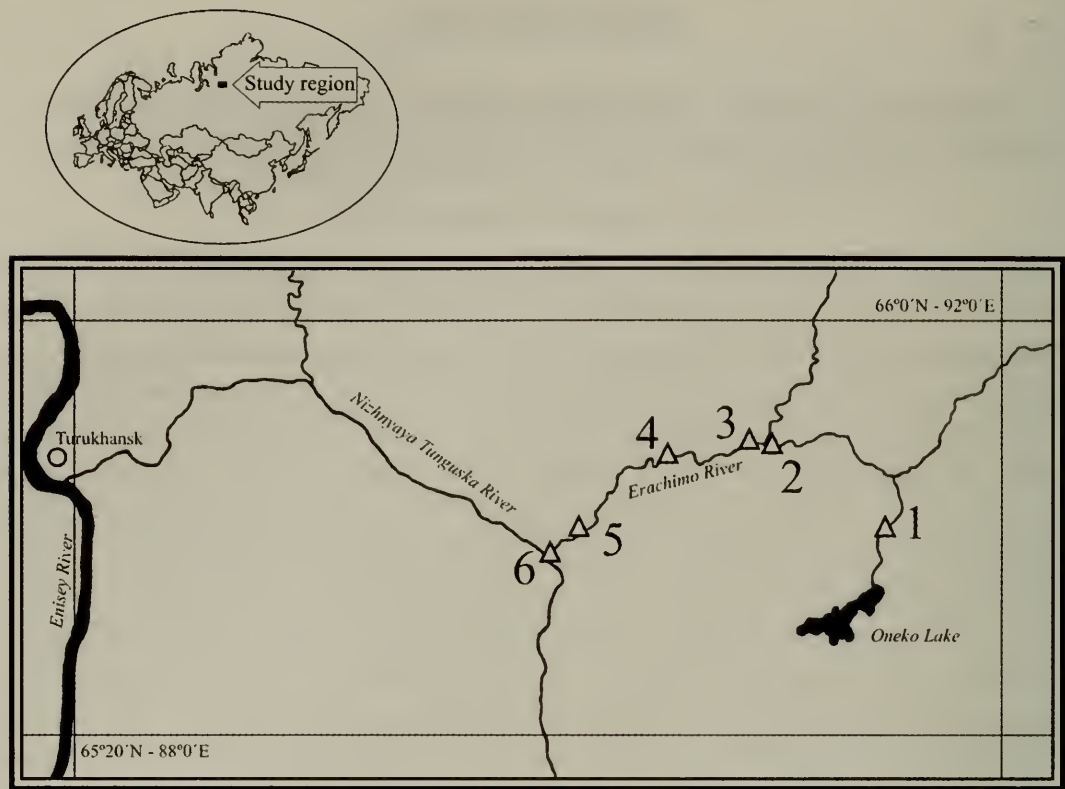 Study region
66°0´N - 92°0´E
Turukhansk
Nizhnyaya Tunguska River
Erachimo River
Enisey River
4
3
2
1
5
6
Oneko Lake
65°20´N - 88°0´E